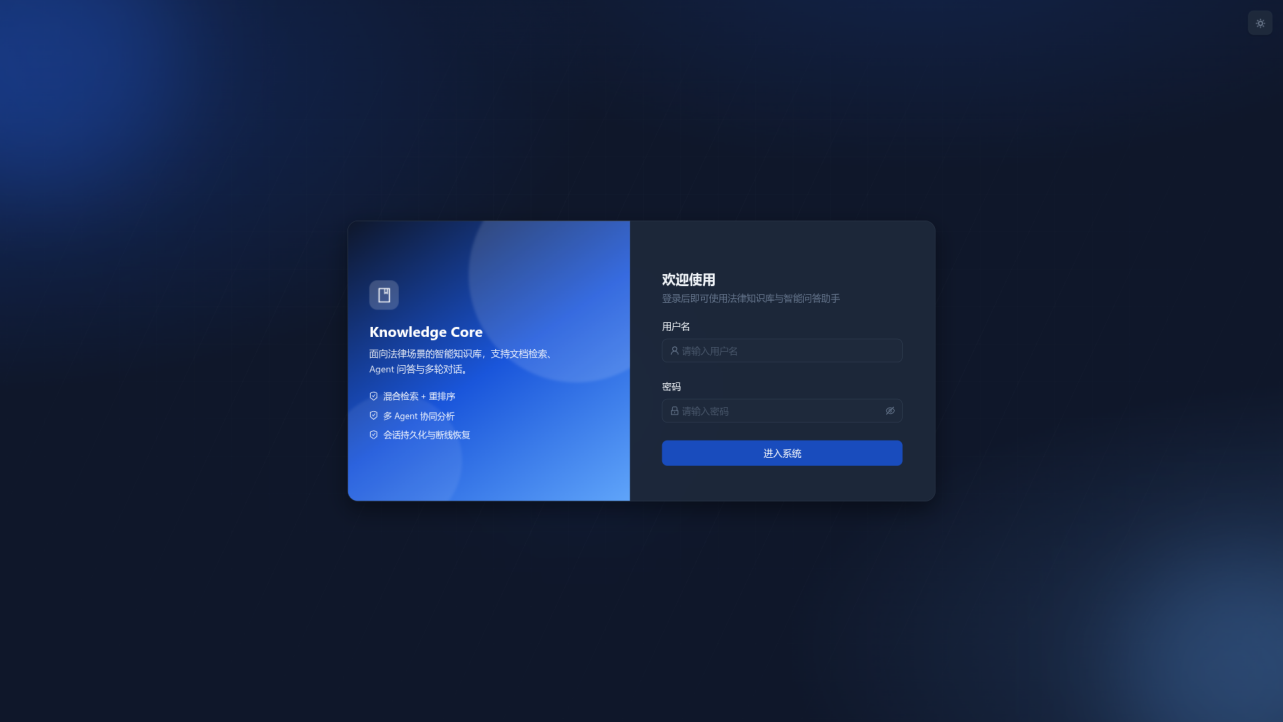 Knowledge Core
面向法律场景的智能知识库，支持文档检索、
Agent 问答与多轮对话。
混合检索 + 重排序
多 Agent 协同分析
会话持久化与断线恢复
欢迎使用
登录后即可使用法律知识库与智能问答助手
用户名
请输入用户名
密码
请输入密码
进入系统